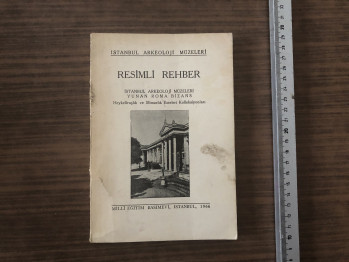 İSTANBUL ARKEOLOJİ MÜZELERİ
RESİMLİ REHBER
İSTANBUL ARKEOLOJİ MÜZELERİ
YUNAN ROMA BİZANS
Heykeltraşlık ve Mimarlık Eserleri Kolleksiyonları
MİLLİ EĞİTİM BASIMEVİ, İSTANBUL, 1946